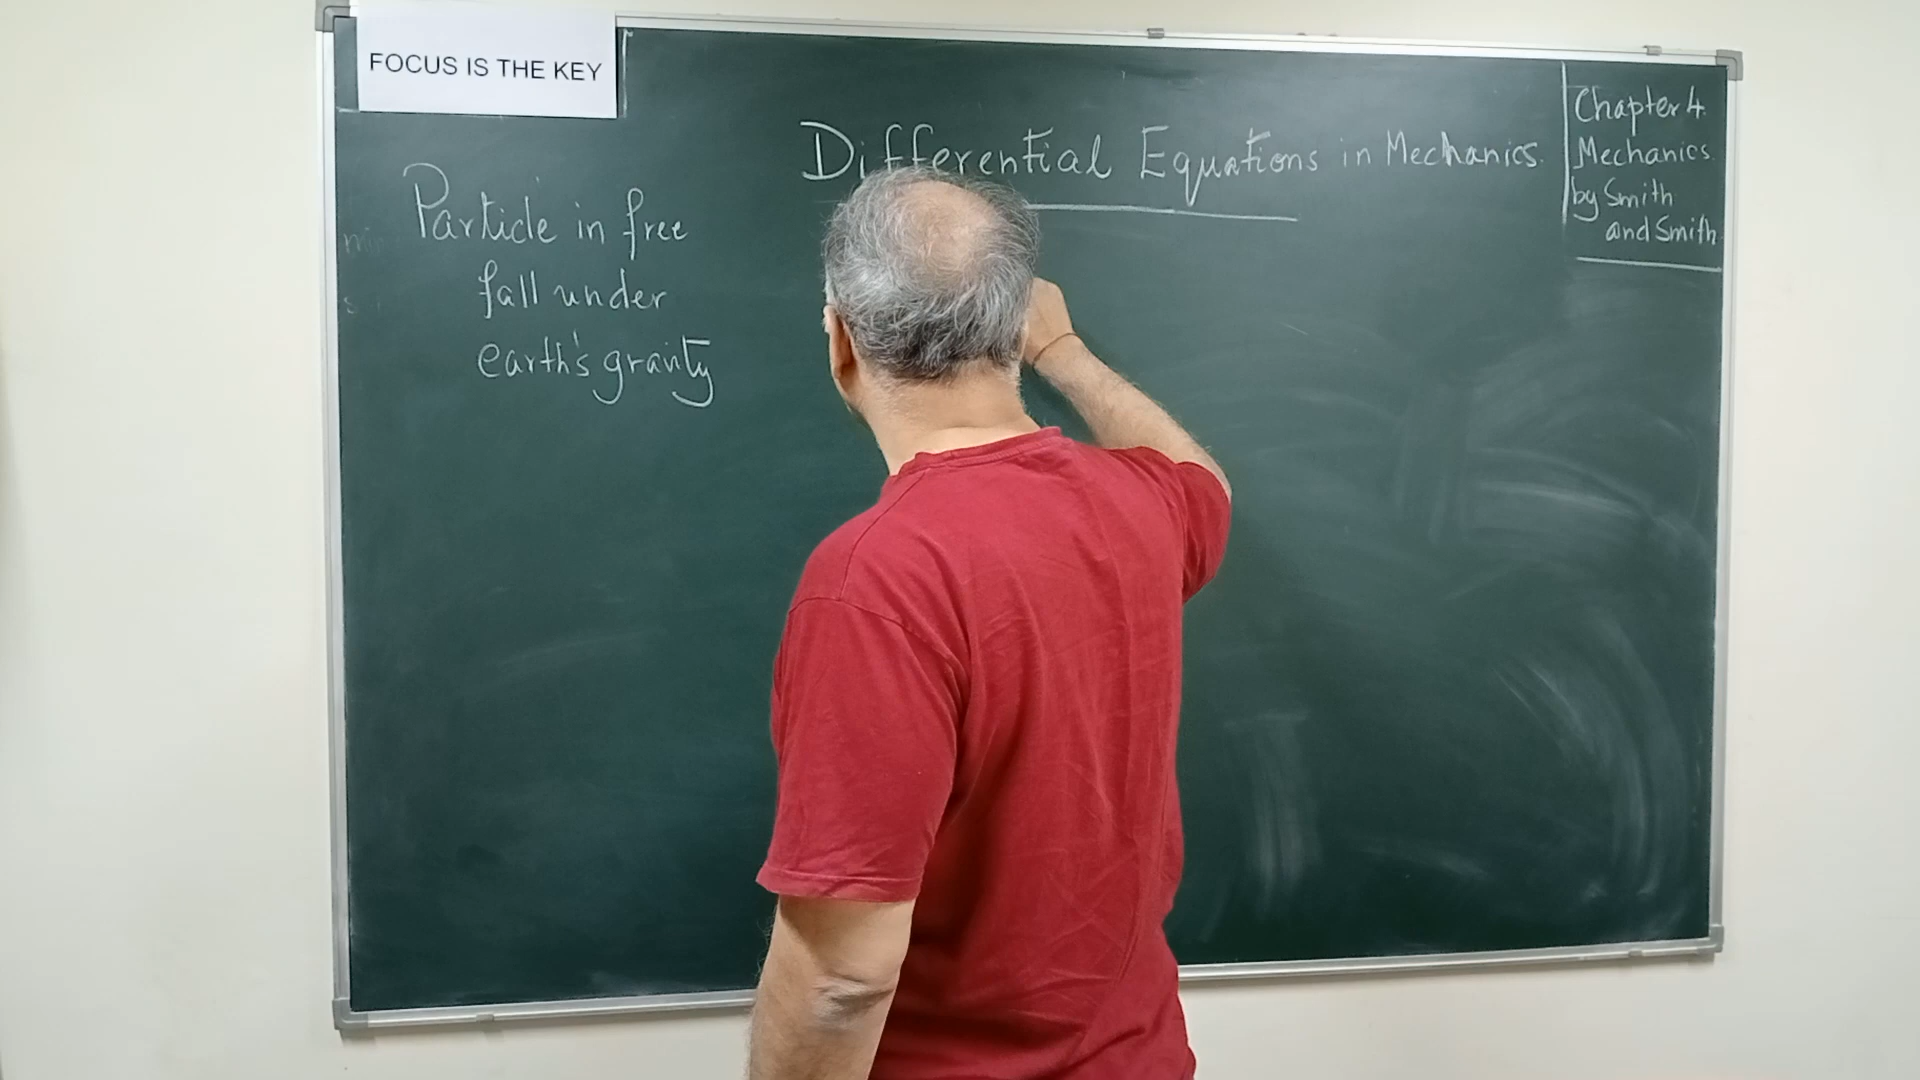 FOCUS IS THE KEY
Differential Equations in Mechanics.
Chapter 4.
Mechanics
by Smith
and Smith
Particle in free
fall under
earth's gravity